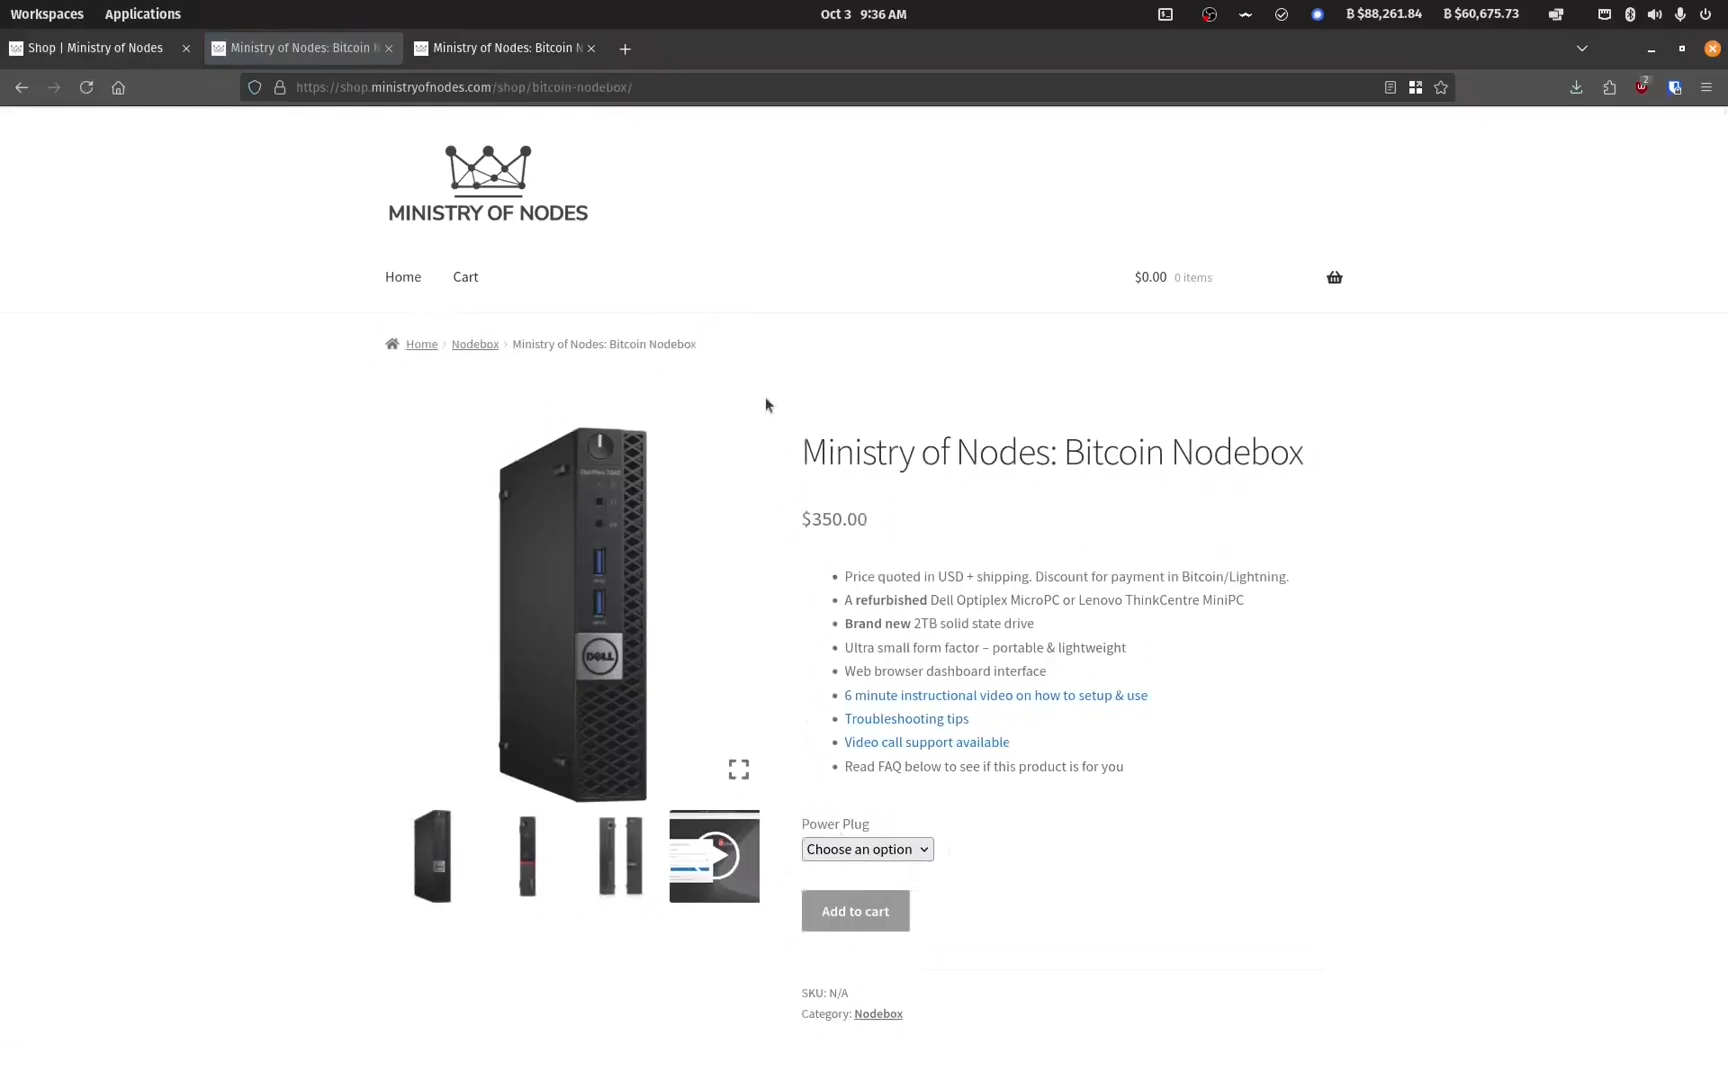 Workspaces Applications Oct 3 9:36 AM ₿ $88,261.84 ₿ $60,675.73
Shop | Ministry of Nodes Ministry of Nodes: Bitcoin N Ministry of Nodes: Bitcoin N
https://shop.ministryofnodes.com/shop/bitcoin-nodebox/ 2
MINISTRY OF NODES
Home Cart $0.00 0 items
Home Nodebox Ministry of Nodes: Bitcoin Nodebox
Ministry of Nodes: Bitcoin Nodebox
$350.00
• Price quoted in USD + shipping. Discount for payment in Bitcoin/Lightning.
• A refurbished Dell Optiplex MicroPC or Lenovo ThinkCentre MiniPC
• Brand new 2TB solid state drive
• Ultra small form factor – portable & lightweight
• Web browser dashboard interface
• 6 minute instructional video on how to setup & use
• Troubleshooting tips
• Video call support available
• Read FAQ below to see if this product is for you
DELL
Power Plug
Choose an option
Add to cart
SKU: N/A
Category: Nodebox